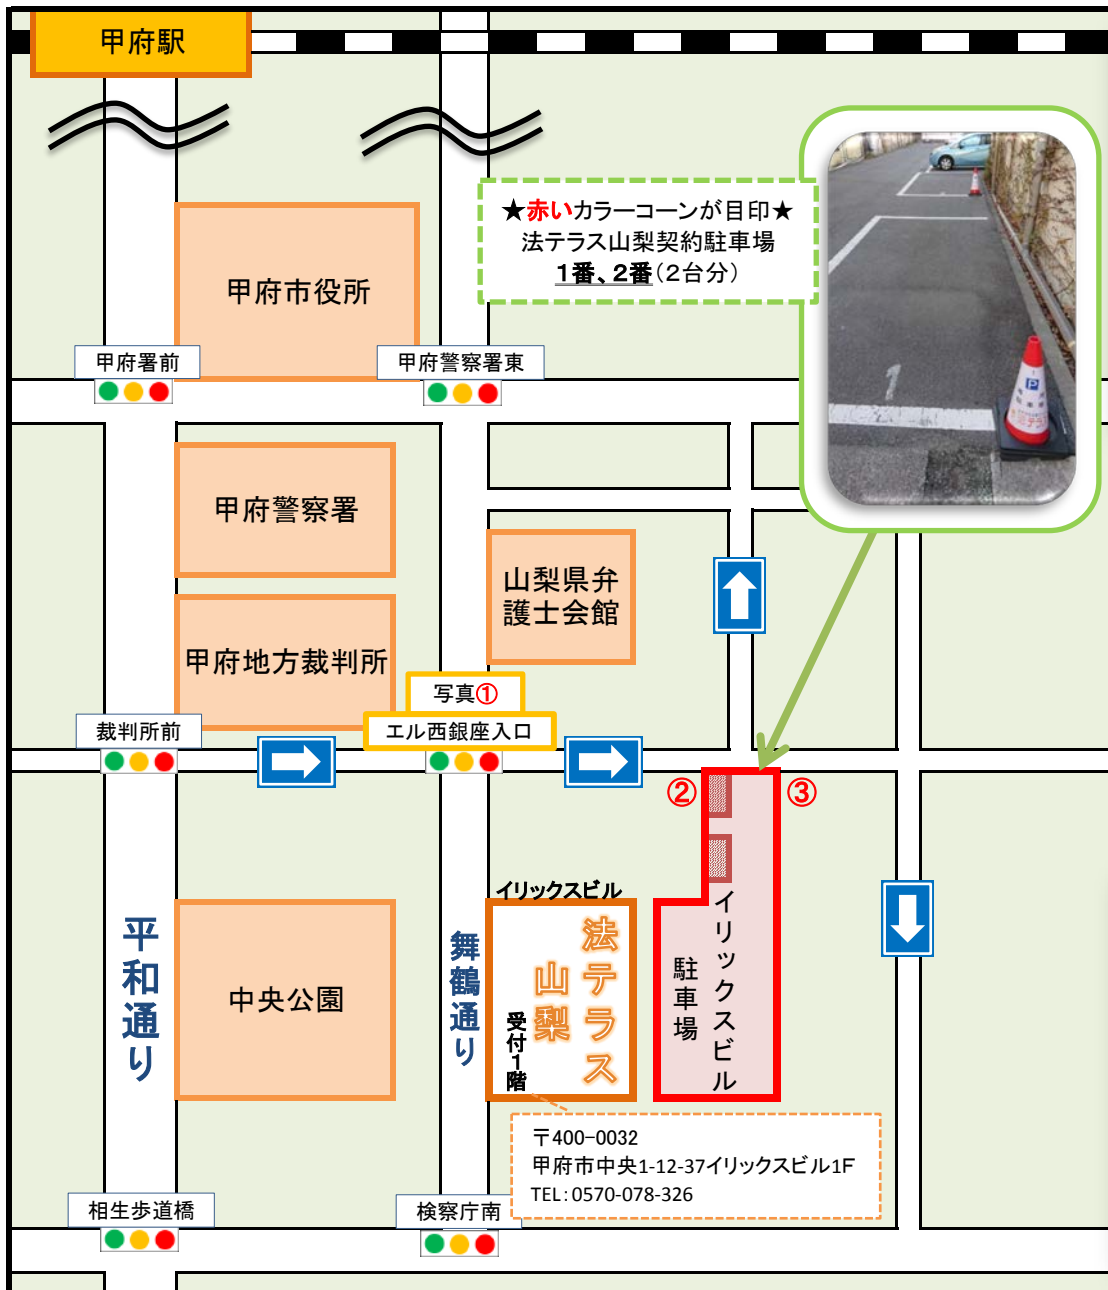 甲府駅
★赤いカラーコーンが目印★
法テラス山梨契約駐車場
1番、2番（2台分）
甲府市役所
甲府署前
甲府警察署東
1
P
甲府警察署
山梨県弁
護士会館
甲府地方裁判所
写真①
裁判所前
エル西銀座入口
②
③
イリックスビル
法テラス
山梨
受付1階
イリックスビル
駐車場
平和通り
中央公園
舞鶴通り
〒400-0032
甲府市中央1-12-37イリックスビル1F
TEL：0570-078-326
相生歩道橋
検察庁南